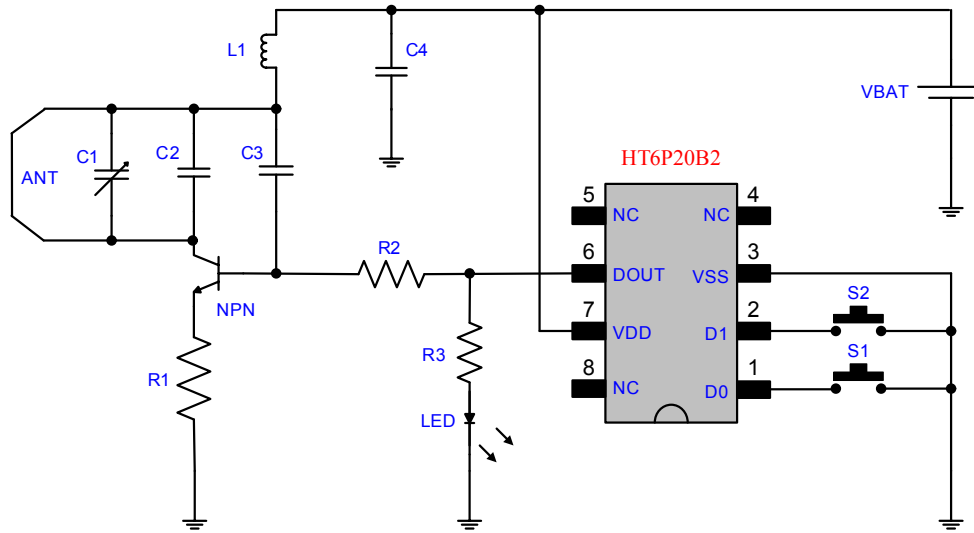 L1
C4
VBAT
C1
C2
C3
ANT
HT6P20B2
5
4
NC
NC
R2
6
3
DOUT
VSS
NPN
7
2
VDD
D1
S2
R1
R3
8
1
NC
D0
S1
LED